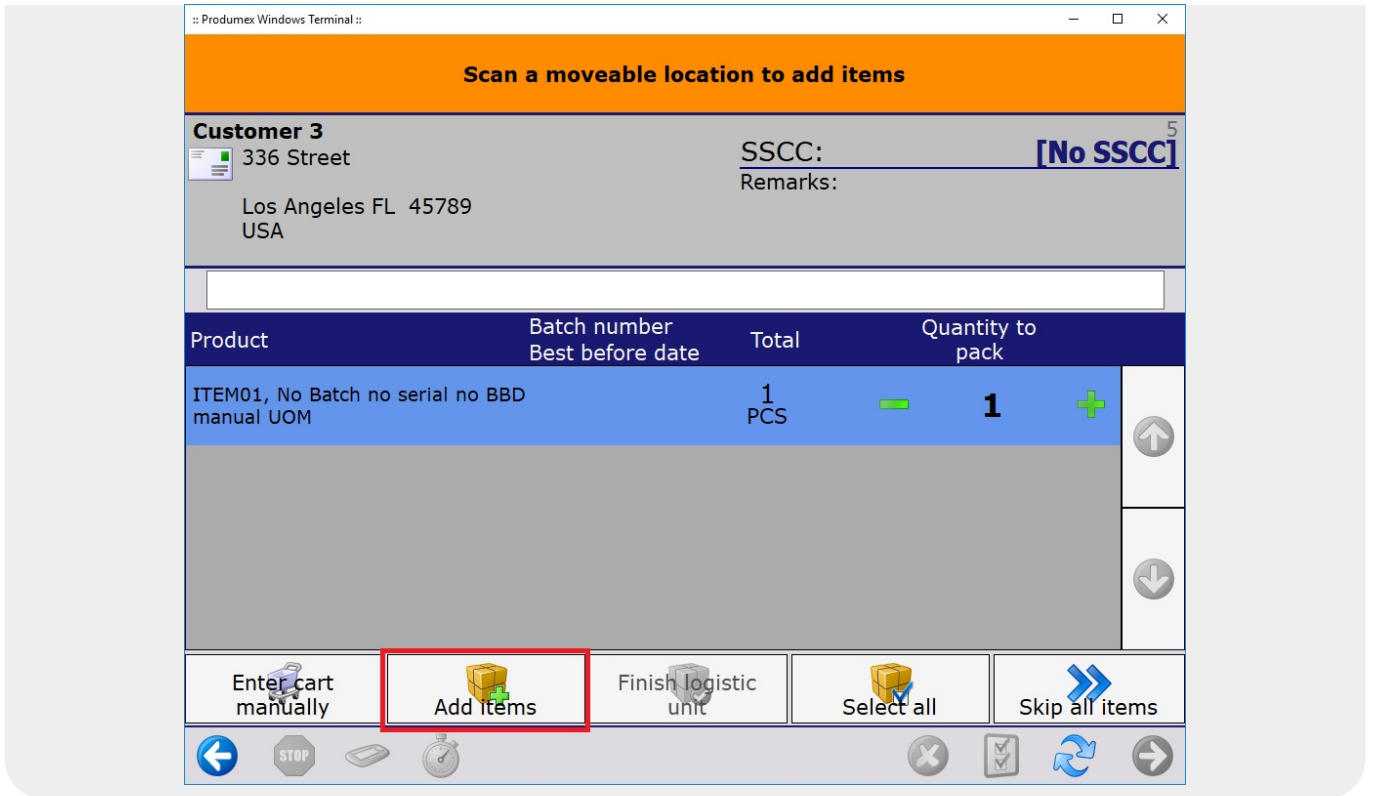 :: Produmex Windows Terminal ::
Scan a moveable location to add items
Customer 3
336 Street
Los Angeles FL 45789
USA
5
SSCC: [No SSCC]
Remarks:
Product
Batch number
Best before date
Total
Quantity to
pack
ITEM01, No Batch no serial no BBD
manual UOM
1
PCS
1
Enter cart
manually
Add items
Finish logistic
unit
Select all
Skip all items
STOP